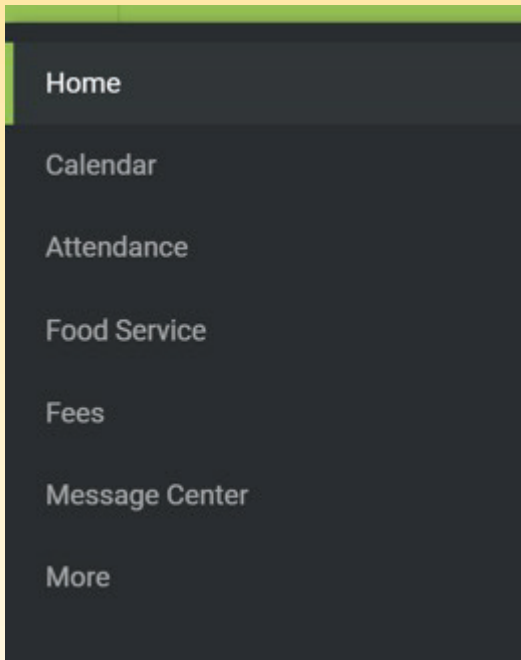 Home
Calendar
Attendance
Food Service
Fees
Message Center
More